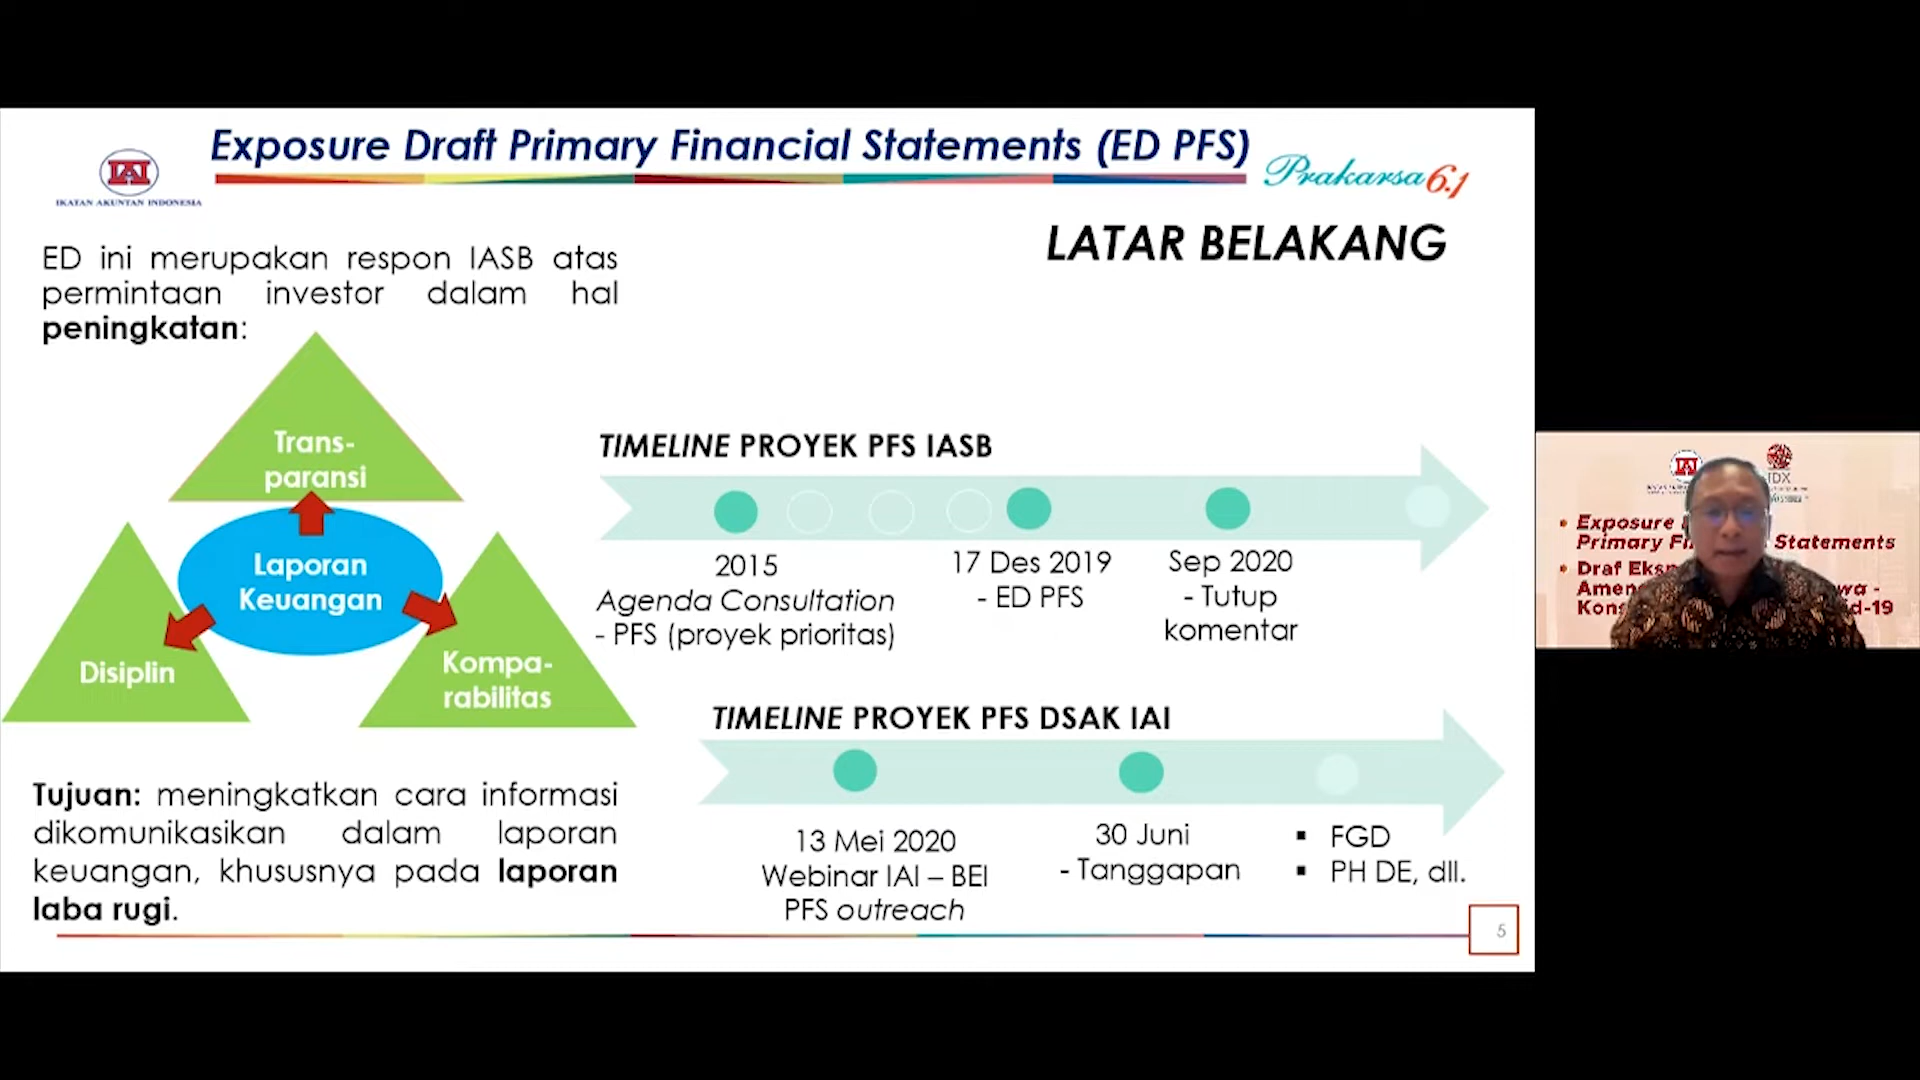 Exposure Draft Primary Financial Statements (ED PFS)
IAI
IKATAN AKUNTAN INDONESIA
Prakarsa 6.1
LATAR BELAKANG
ED ini merupakan respon IASB atas
permintaan investor dalam hal
peningkatan:
Trans-
paransi
Laporan
Keuangan
Disiplin
Kompa-
rabilitas
Tujuan: meningkatkan cara informasi
dikomunikasikan dalam laporan
keuangan, khususnya pada laporan
laba rugi.
TIMELINE PROYEK PFS IASB
2015
Agenda Consultation
- PFS (proyek prioritas)
17 Des 2019
- ED PFS
Sep 2020
- Tutup
komentar
TIMELINE PROYEK PFS DSAK IAI
13 Mei 2020
Webinar IAI – BEI
PFS outreach
30 Juni
- Tanggapan
▪ FGD
▪ PH DE, dll.
5
IAI
IDX
• Exposure
Primary Statements
• Draf
-
d-19